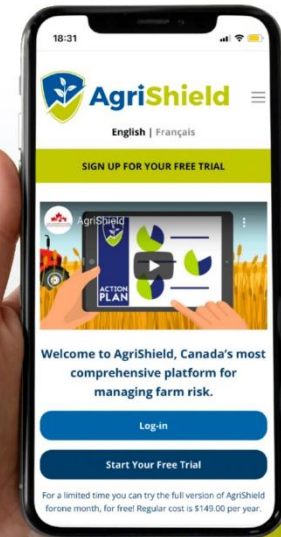 18:31
AgriShield
English | Français
SIGN UP FOR YOUR FREE TRIAL
AgriShield
ACTION
PLAN
Welcome to AgriShield, Canada's most
comprehensive platform for
managing farm risk.
Log-in
Start Your Free Trial
For a limited time you can try the full version of AgriShield
forone month, for free! Regular cost is $149.00 per year.